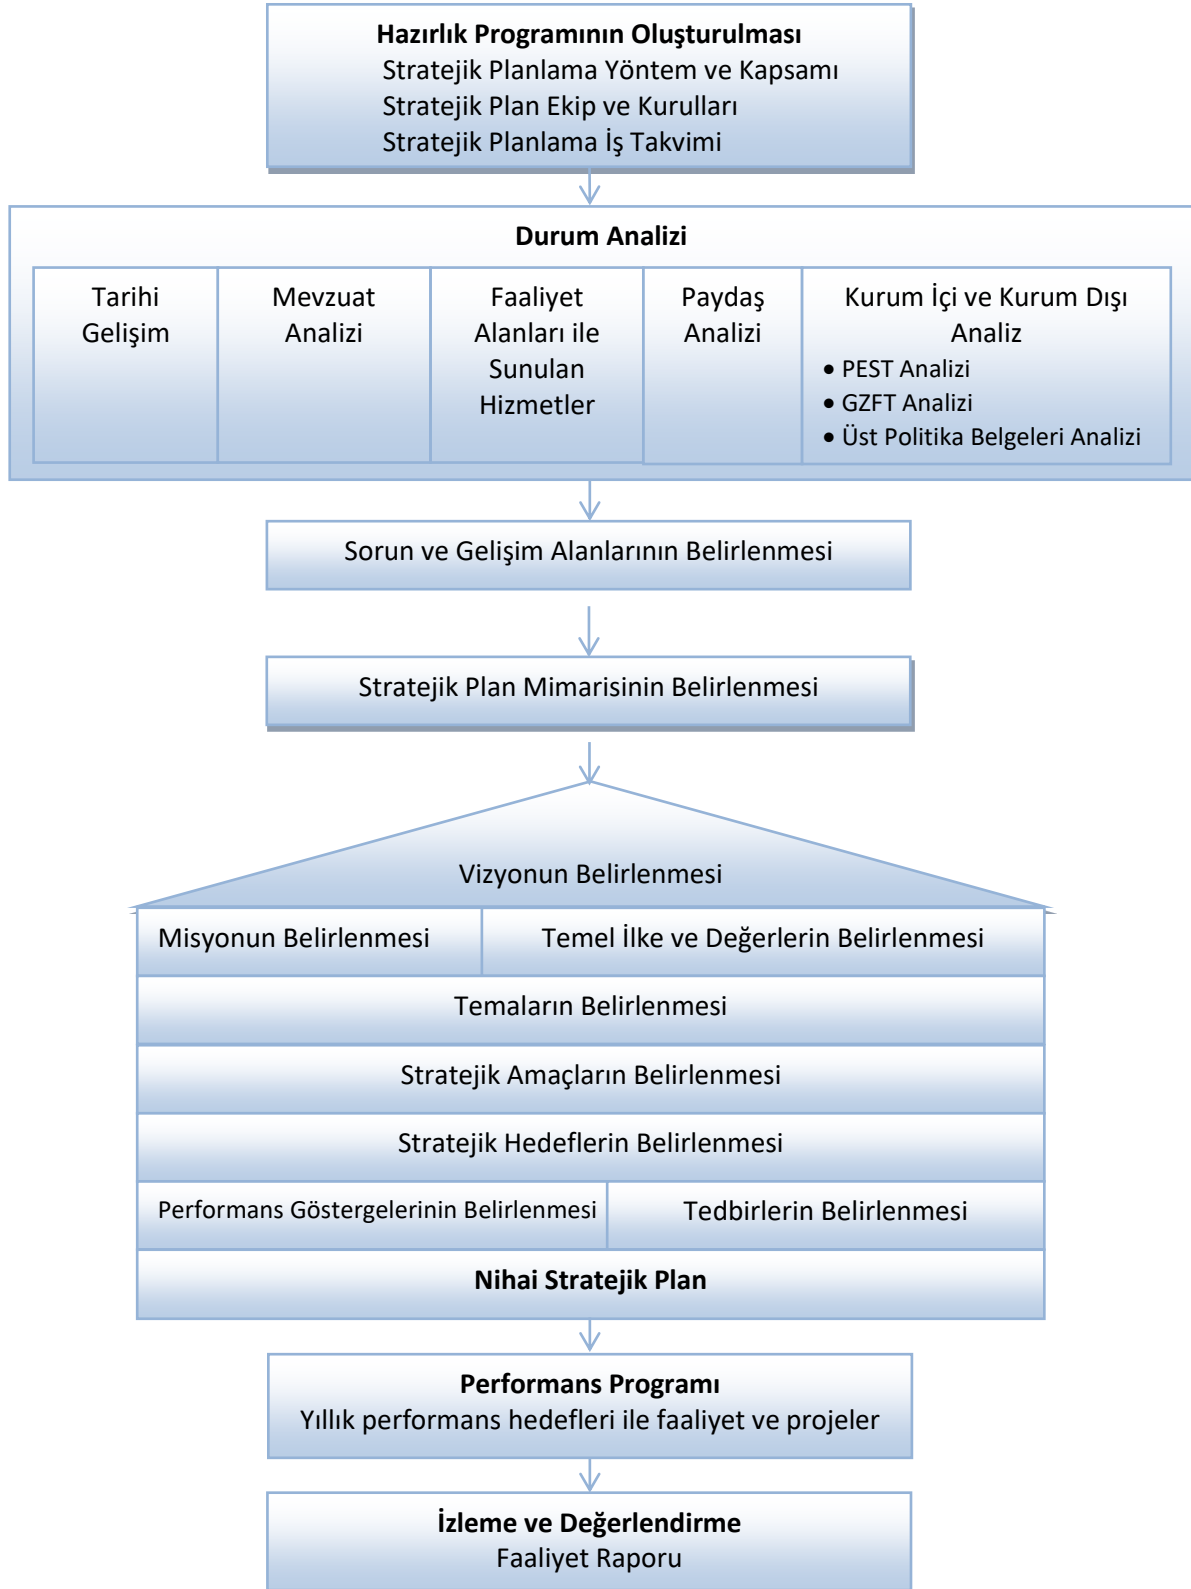 Hazırlık Programının Oluşturulması
Stratejik Planlama Yöntem ve Kapsamı
Stratejik Plan Ekip ve Kurulları
Stratejik Planlama İş Takvimi
Durum Analizi
Tarihi
Gelişim
Mevzuat
Analizi
Faaliyet
Alanları ile
Sunulan
Hizmetler
Paydaş
Analizi
Kurum İçi ve Kurum Dışı
Analiz
• PEST Analizi
• GZFT Analizi
• Üst Politika Belgeleri Analizi
Sorun ve Gelişim Alanlarının Belirlenmesi
Stratejik Plan Mimarisinin Belirlenmesi
Vizyonun Belirlenmesi
Misyonun Belirlenmesi
Temel İlke ve Değerlerin Belirlenmesi
Temaların Belirlenmesi
Stratejik Amaçların Belirlenmesi
Stratejik Hedeflerin Belirlenmesi
Performans Göstergelerinin Belirlenmesi
Tedbirlerin Belirlenmesi
Nihai Stratejik Plan
Performans Programı
Yıllık performans hedefleri ile faaliyet ve projeler
İzleme ve Değerlendirme
Faaliyet Raporu